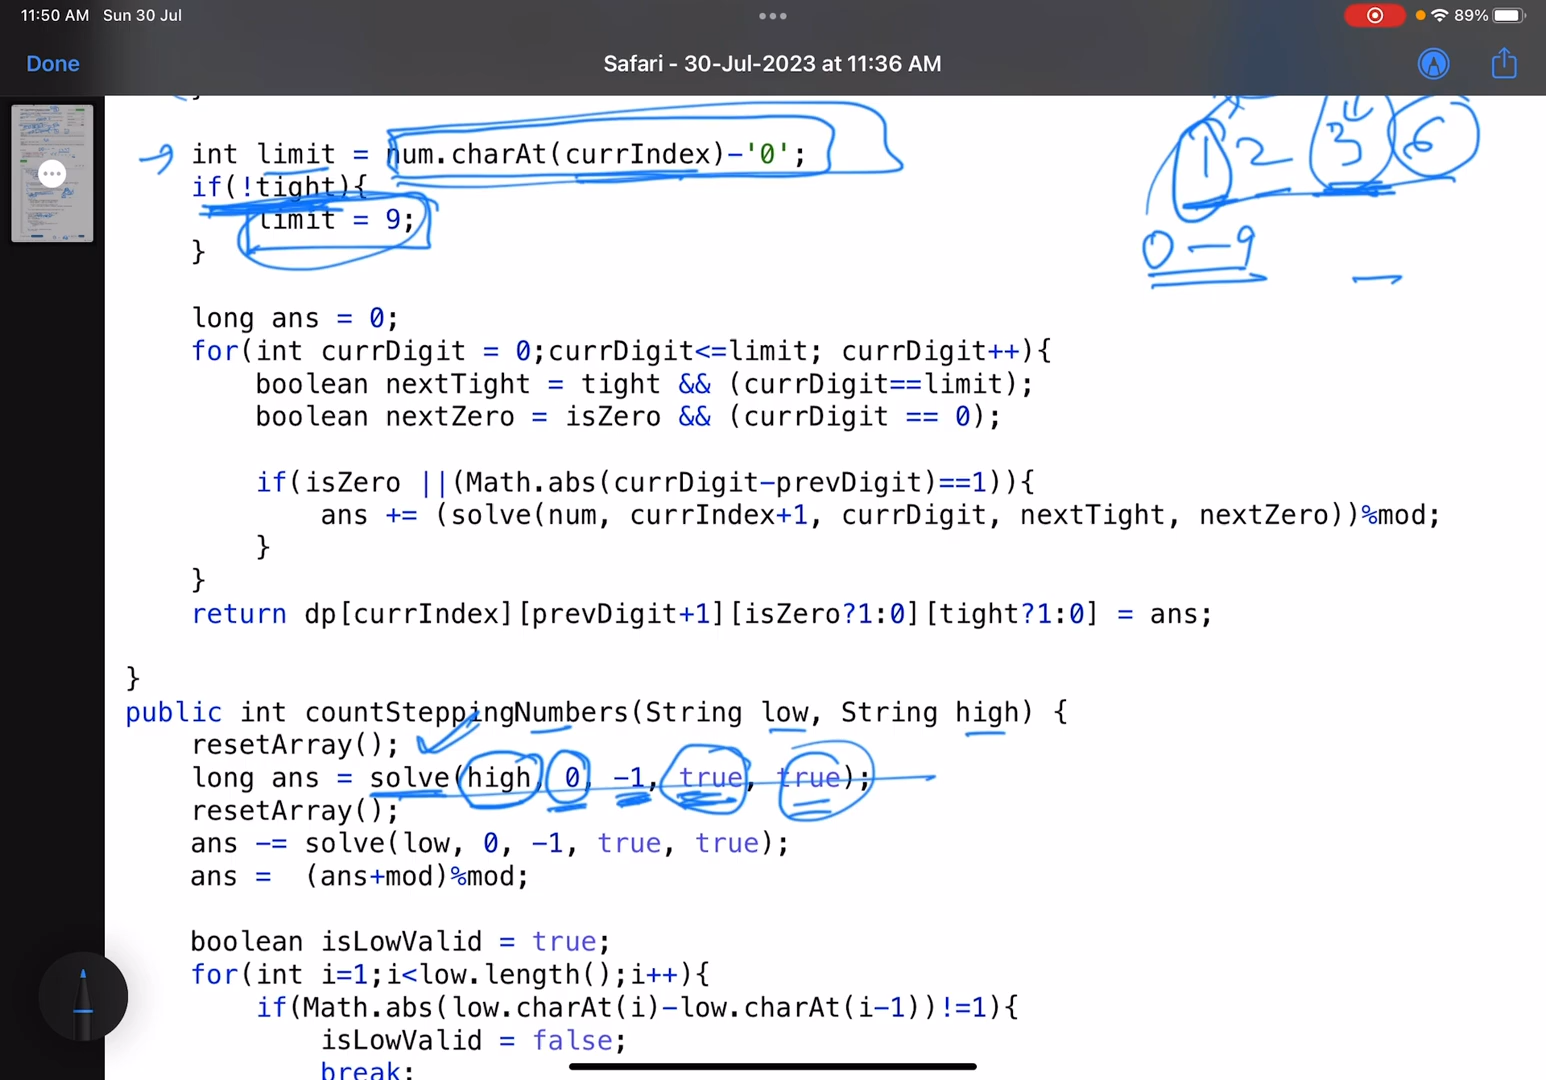 11:50 AM Sun 30 Jul
89%
Done
Safari - 30-Jul-2023 at 11:36 AM
}
int limit = num.charAt(currIndex)-'0';
1 2 3 6
if(!tight){
limit = 9;
0 - 9
}
long ans = 0;
for(int currDigit = 0;currDigit<=limit; currDigit++){
boolean nextTight = tight && (currDigit==limit);
boolean nextZero = isZero && (currDigit == 0);
if(isZero ||(Math.abs(currDigit-prevDigit)==1)){
ans += (solve(num, currIndex+1, currDigit, nextTight, nextZero))%mod;
}
}
return dp[currIndex][prevDigit+1][isZero?1:0][tight?1:0] = ans;
}
public int countSteppingNumbers(String low, String high) {
resetArray();
long ans = solve(high, 0, -1, true, true);
resetArray();
ans -= solve(low, 0, -1, true, true);
ans =  (ans+mod)%mod;
boolean isLowValid = true;
for(int i=1;i<low.length();i++){
if(Math.abs(low.charAt(i)-low.charAt(i-1))!=1){
isLowValid = false;
break;